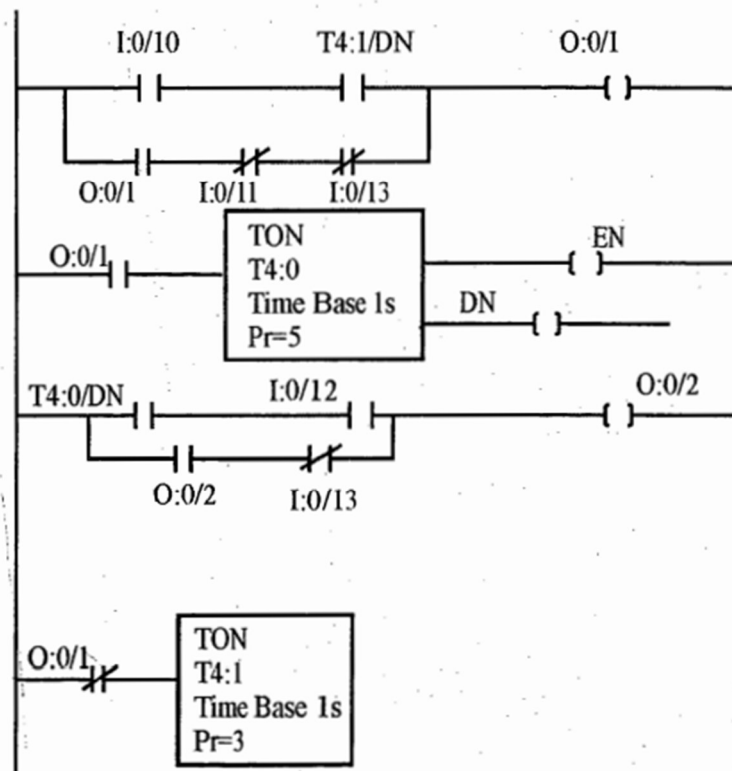 I:0/10 T4:1/DN O:0/1
O:0/1 I:0/11 I:0/13
O:0/1 TON EN
T4:0
Time Base 1s DN
Pr=5
T4:0/DN I:0/12 O:0/2
O:0/2 I:0/13
O:0/1 TON
T4:1
Time Base 1s
Pr=3